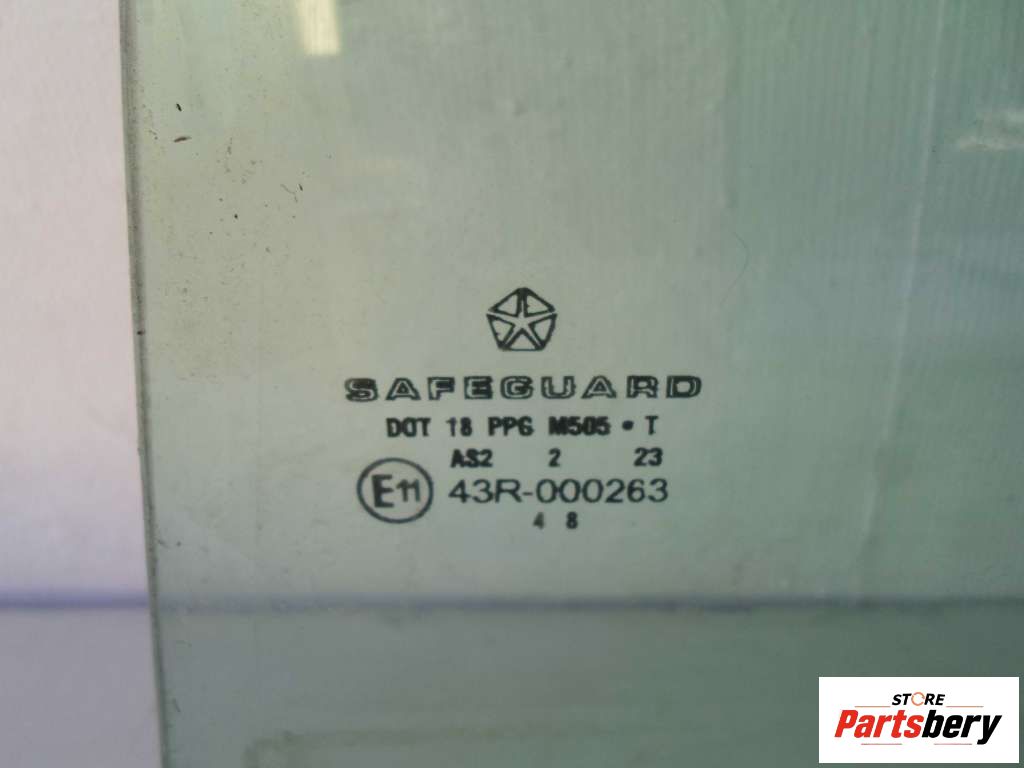 SAFEGUARD
DOT 18 PPG M505 • T
AS2 2 23
E11 43R-000263
4 8
STORE
Partsbery